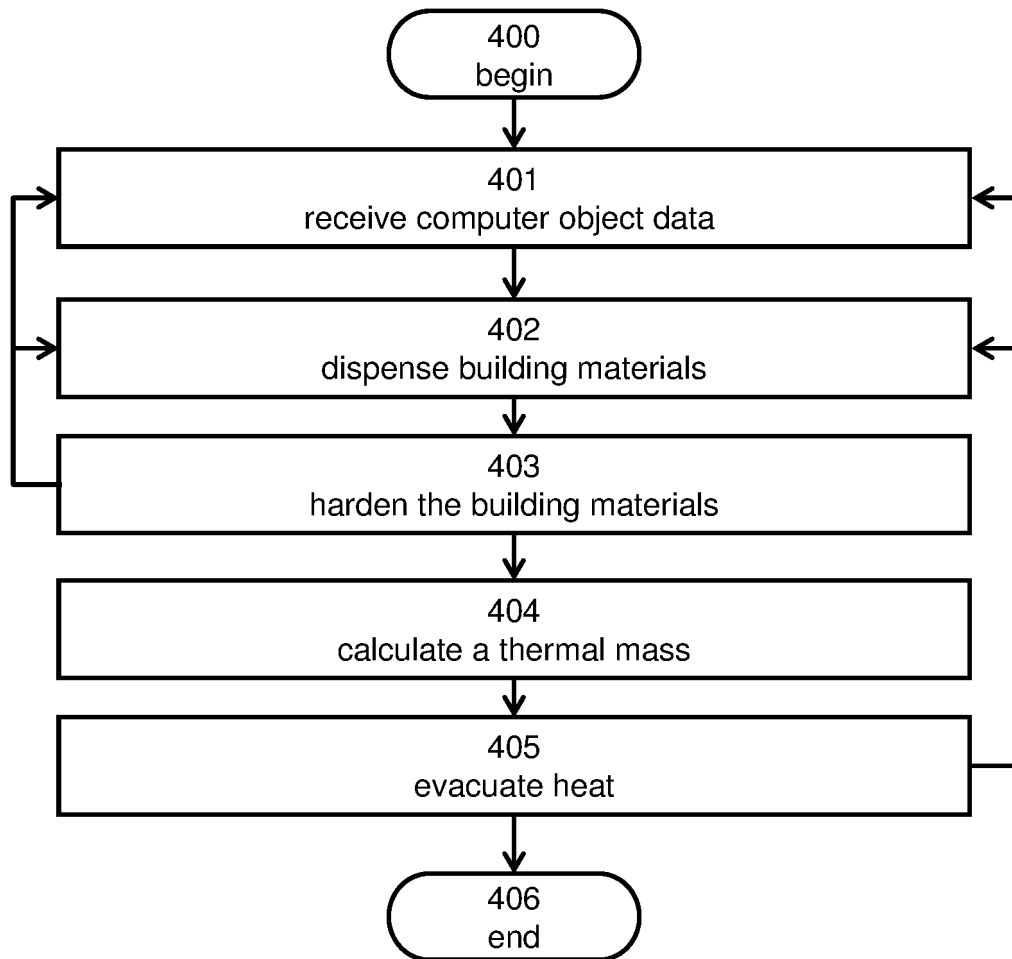 400
begin
401
receive computer object data
402
dispense building materials
403
harden the building materials
404
calculate a thermal mass
405
evacuate heat
406
end